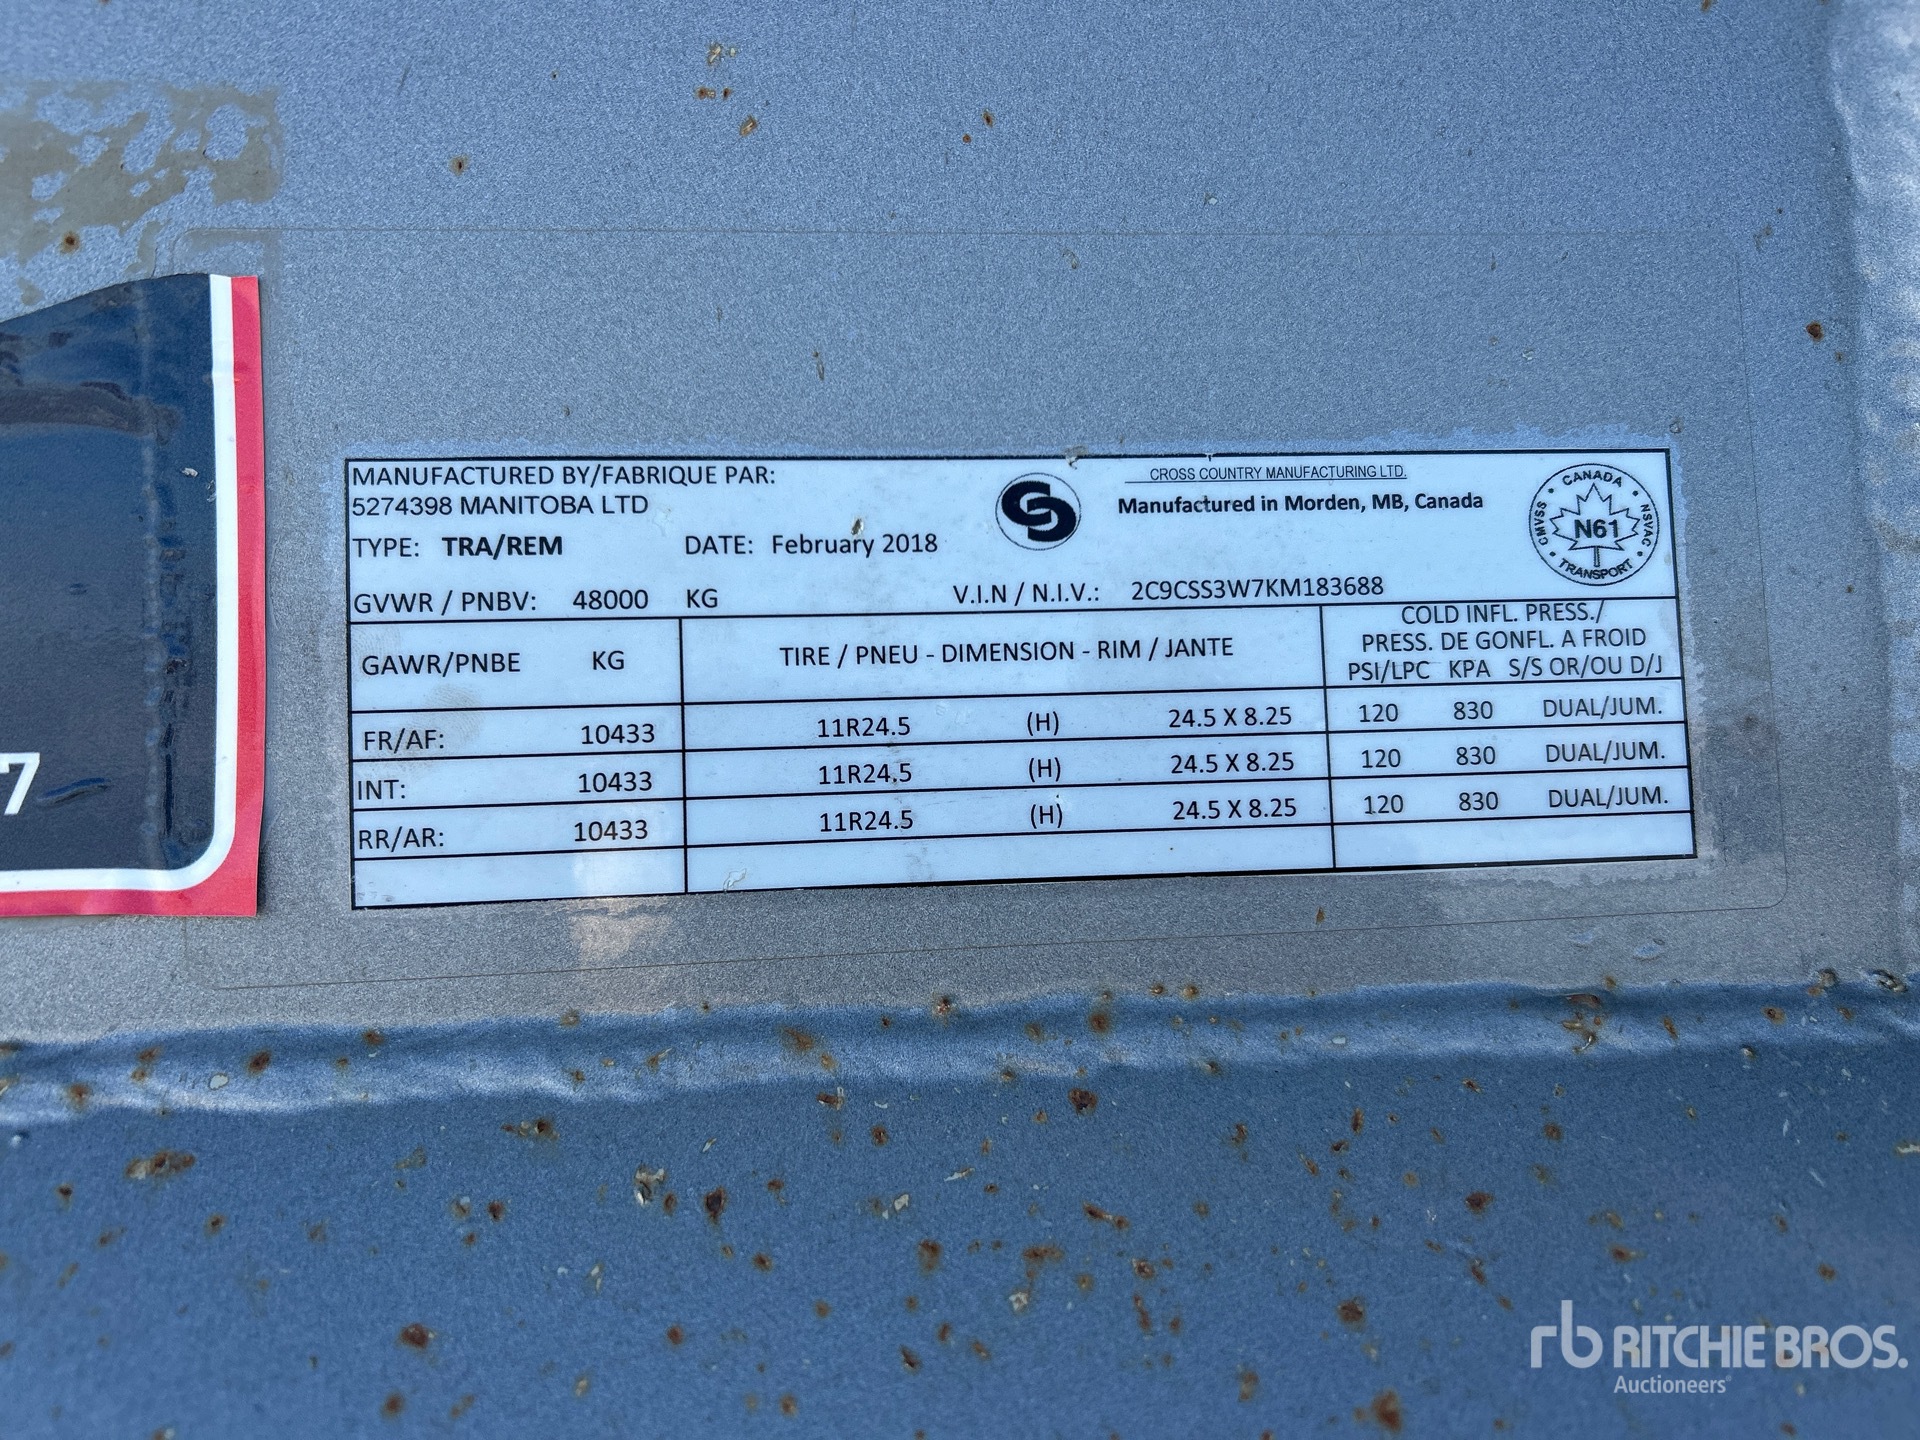 MANUFACTURED BY/FABRIQUE PAR:
5274398 MANITOBA LTD
CROSS COUNTRY MANUFACTURING LTD.
Manufactured in Morden, MB, Canada
CANADA
CMVSS
N61
NSVAC
TRANSPORT
TYPE: TRA/REM DATE: February 2018
GVWR / PNBV: 48000 KG V.I.N / N.I.V.: 2C9CSS3W7KM183688
GAWR/PNBE KG TIRE / PNEU - DIMENSION - RIM / JANTE
COLD INFL. PRESS./
PRESS. DE GONFL. A FROID
PSI/LPC KPA S/S OR/OU D/J
FR/AF: 10433 11R24.5 (H) 24.5 X 8.25 120 830 DUAL/JUM.
INT: 10433 11R24.5 (H) 24.5 X 8.25 120 830 DUAL/JUM.
RR/AR: 10433 11R24.5 (H) 24.5 X 8.25 120 830 DUAL/JUM.
7
rb RITCHIE BROS.
Auctioneers